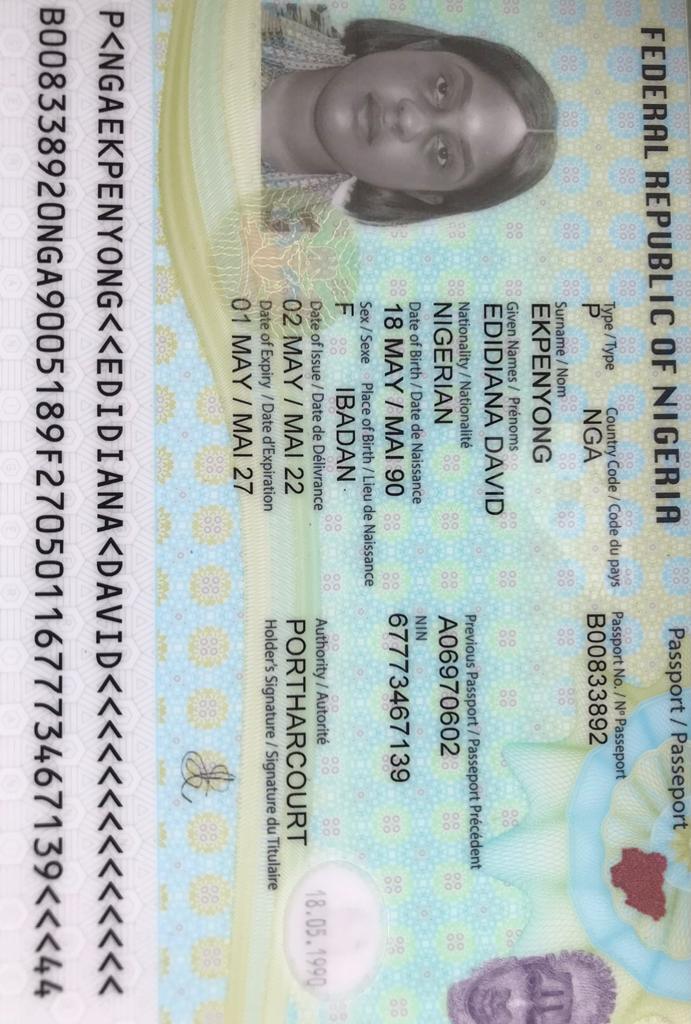 FEDERAL REPUBLIC OF NIGERIA
Passport / Passeport
Type / Type Country Code / Code du pays Passport No. / Nº Passeport
P NGA B00833892
Surname / Nom
EKPENYONG
Given Names / Prénoms Previous Passport / Passeport Précédent
EDIDIANA DAVID A06970602
Nationality / Nationalité NIN
NIGERIAN 67773467139
Date of Birth / Date de Naissance
18 MAY / MAI 90
Sex / Sexe Place of Birth / Lieu de Naissance
F IBADAN
Date of Issue / Date de Délivrance Authority / Autorité
02 MAY / MAI 22 PORTHARCOURT
Date of Expiry / Date d'Expiration Holder's Signature / Signature du Titulaire
01 MAY / MAI 27
18.05.1990
P<NGAEKPENYONG<<EDIDIANA<DAVID<<<<<<<<<<<<<<
B008338920NGA9005189F270501167773467139<<<44